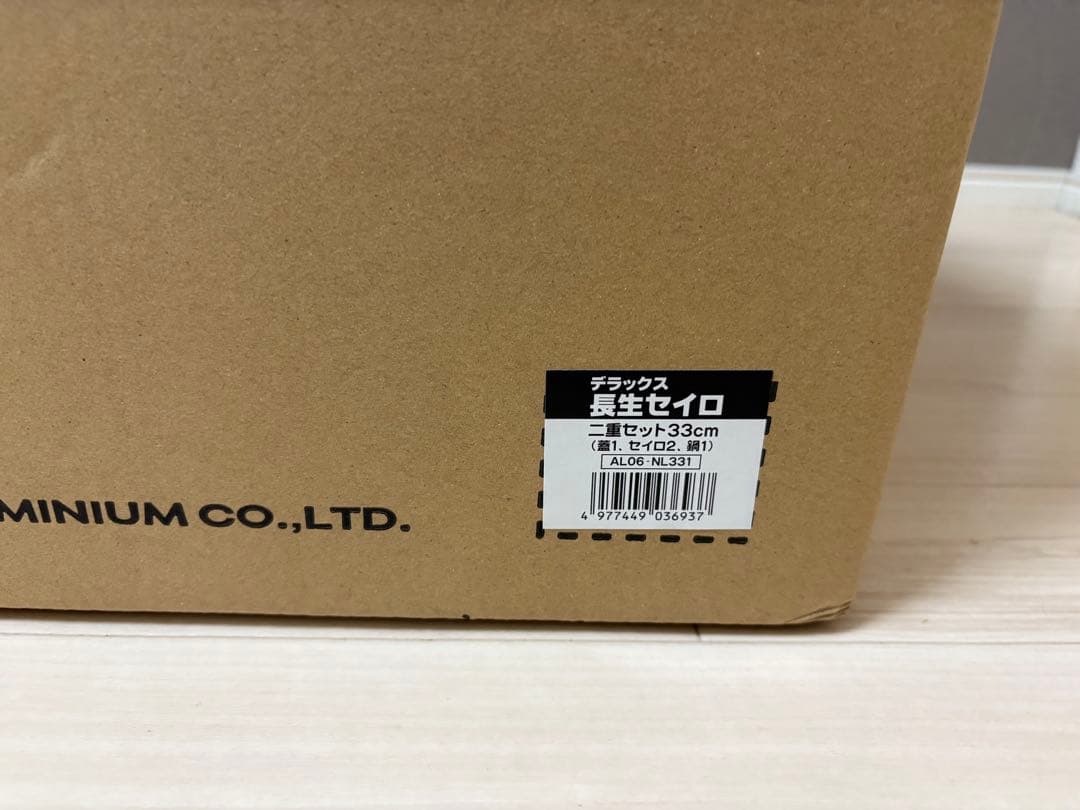 デラックス
長生セイロ
二重セット33cm
(蓋1、セイロ2、鍋1)
AL06-NL331
4 977449 036937
MINIUM CO.,LTD.